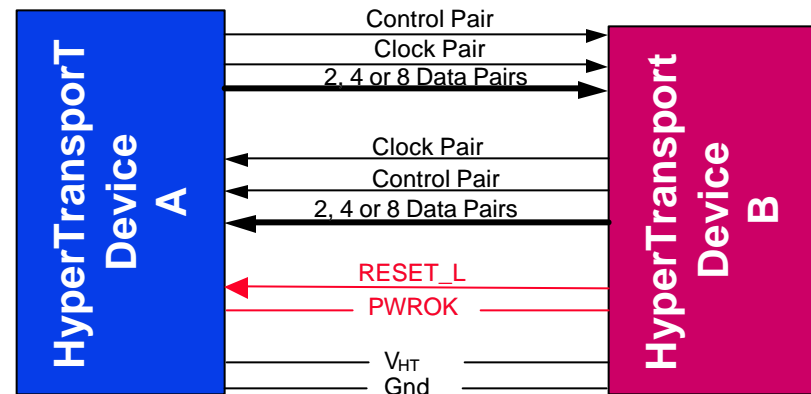 HyperTransporT
Device
A
Control Pair
Clock Pair
2, 4 or 8 Data Pairs
Clock Pair
Control Pair
2, 4 or 8 Data Pairs
RESET_L
PWROK
VHT
Gnd
HyperTransport
Device
B